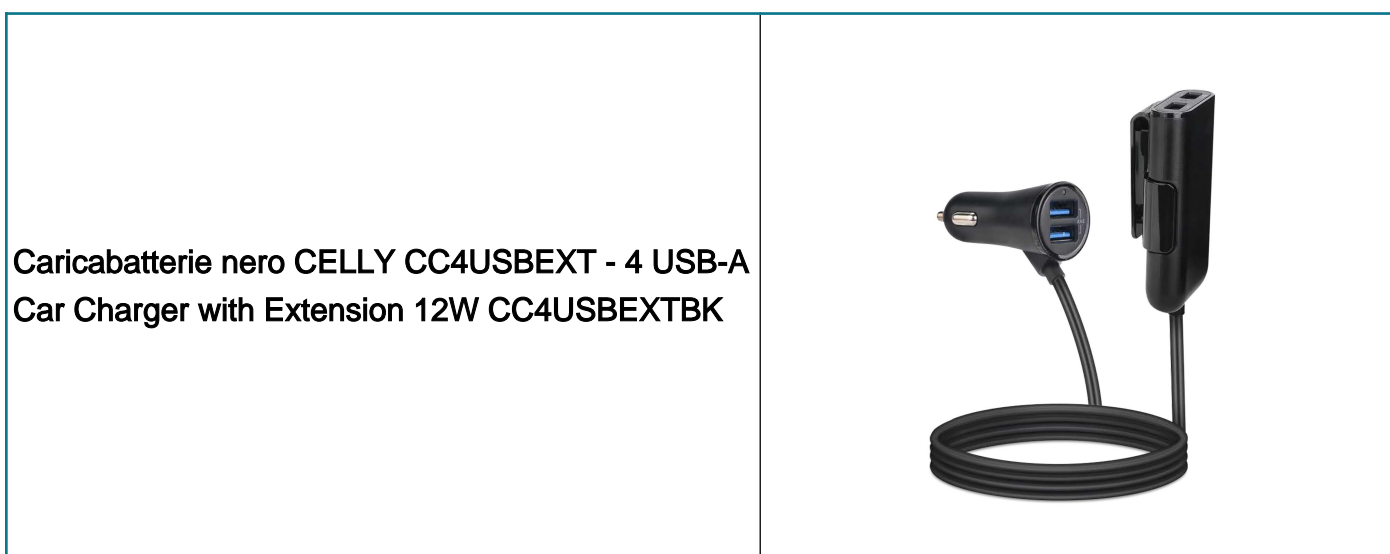 Caricabatterie nero CELLY CC4USBEXT - 4 USB-A
Car Charger with Extension 12W CC4USBEXTBK